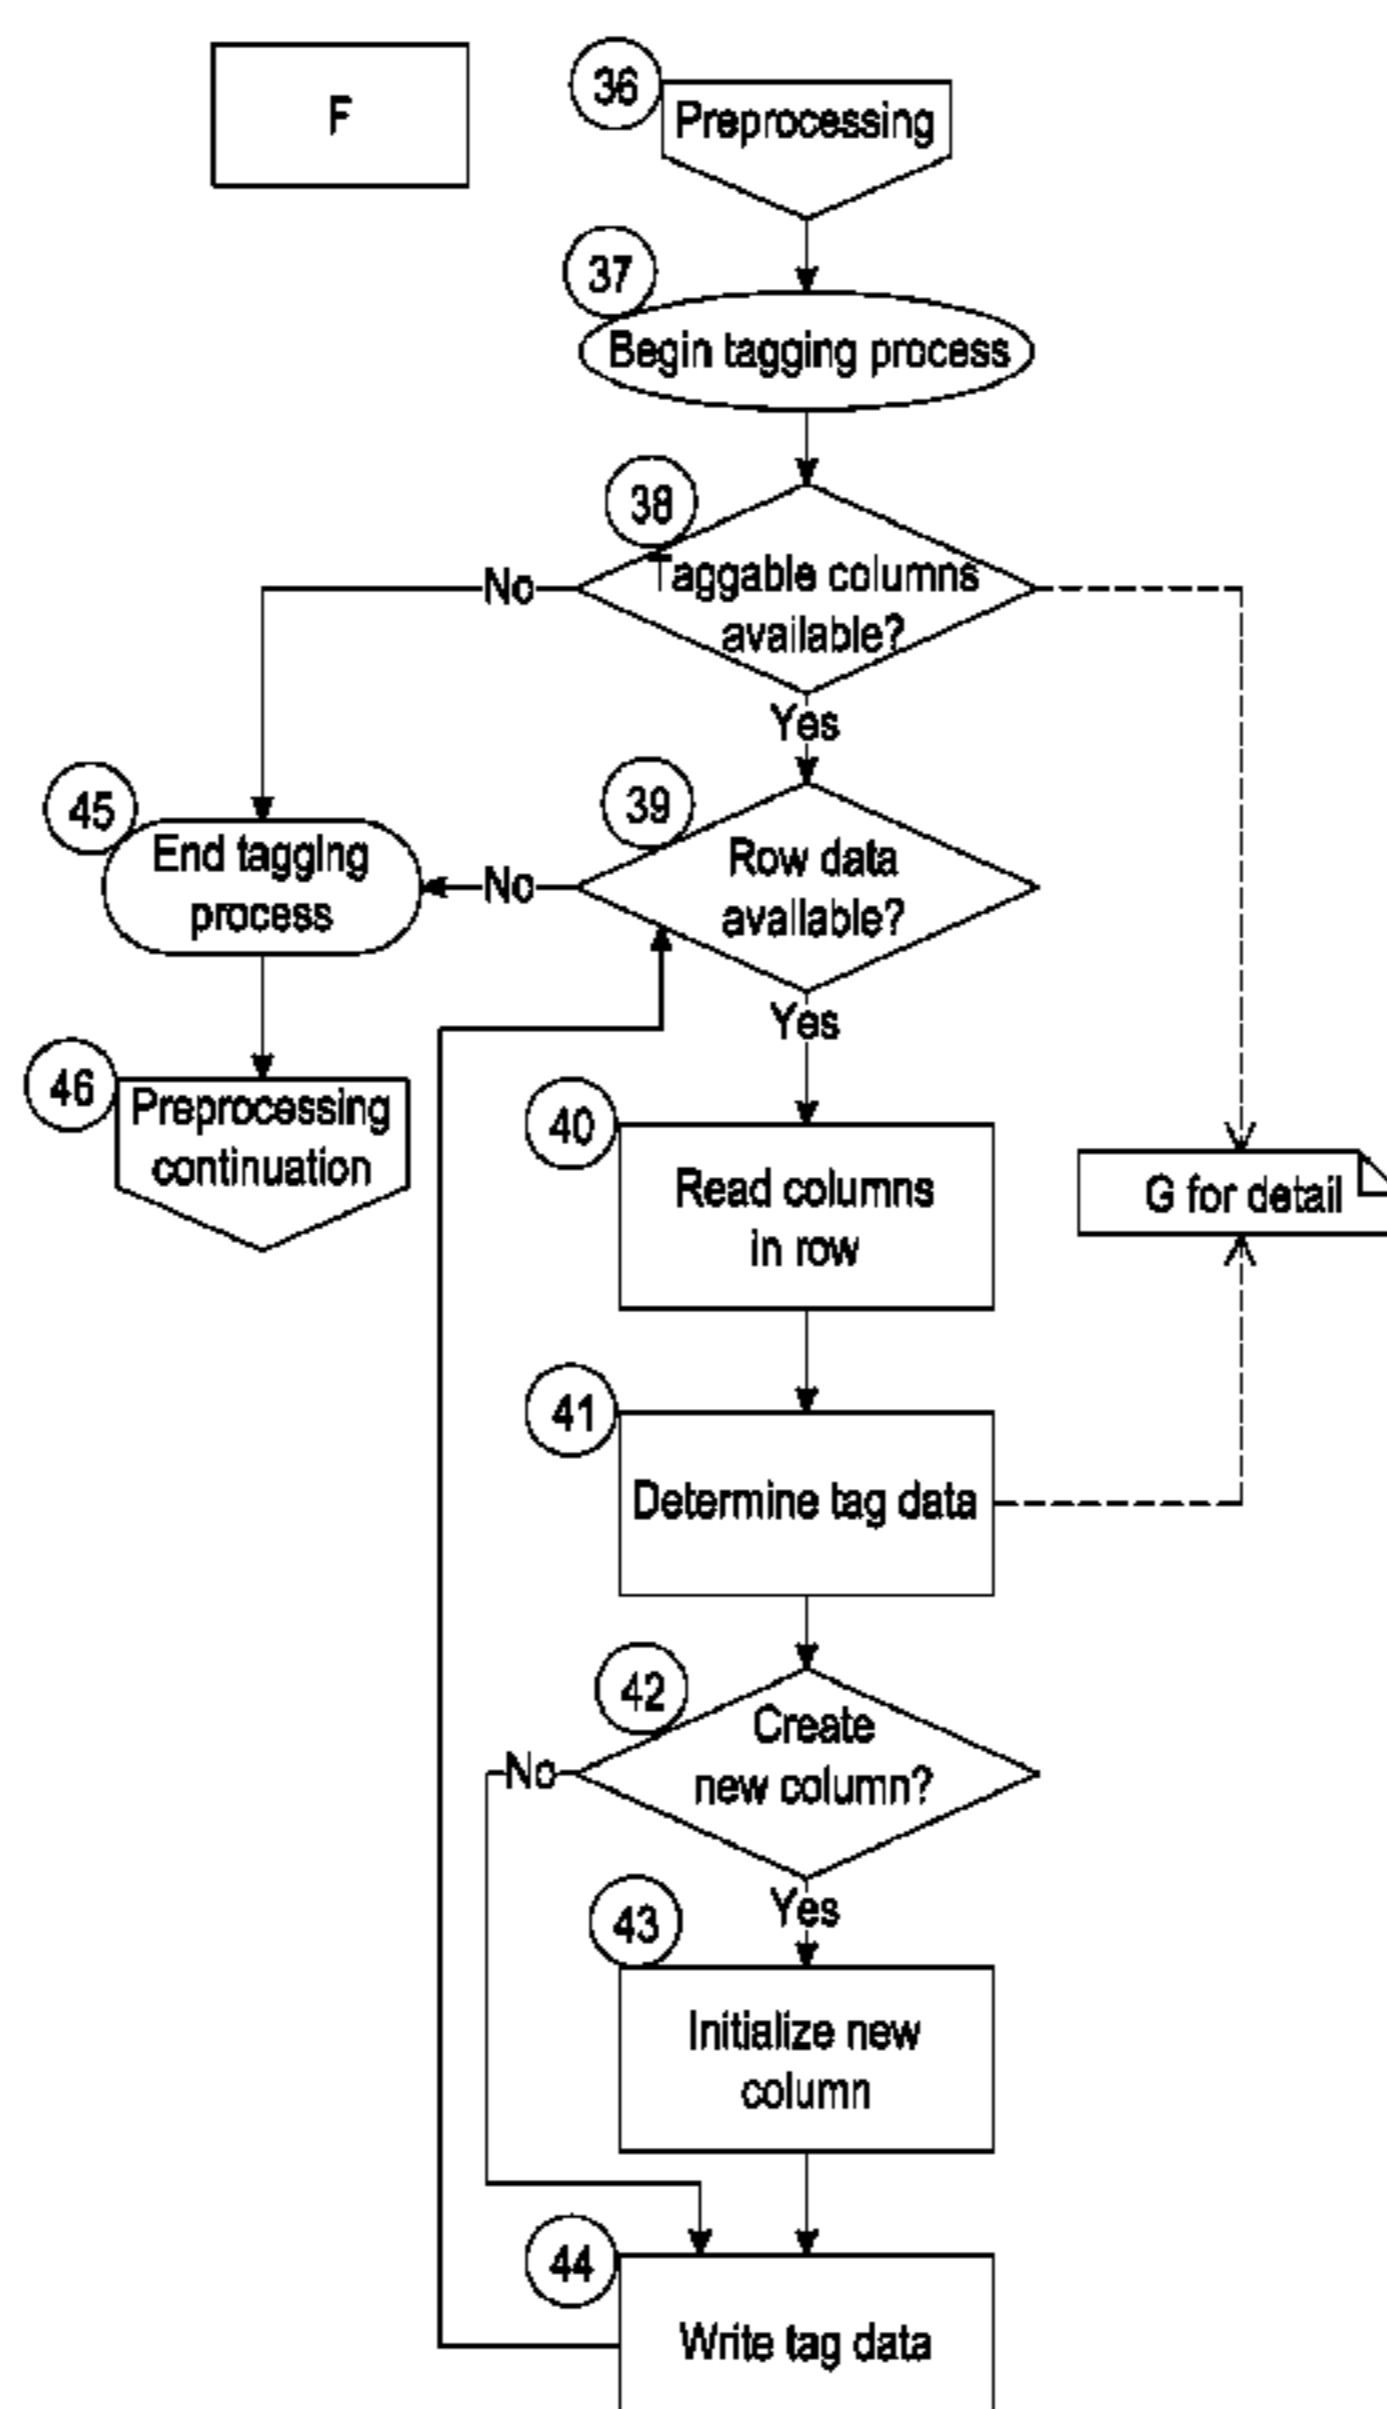 F
36
Preprocessing
37
Begin tagging process
38
Taggable columns
available?
No
Yes
45
End tagging
process
No
39
Row data
available?
Yes
46
Preprocessing
continuation
40
Read columns
in row
G for detail
41
Determine tag data
42
Create
new column?
No
Yes
43
Initialize new
column
44
Write tag data